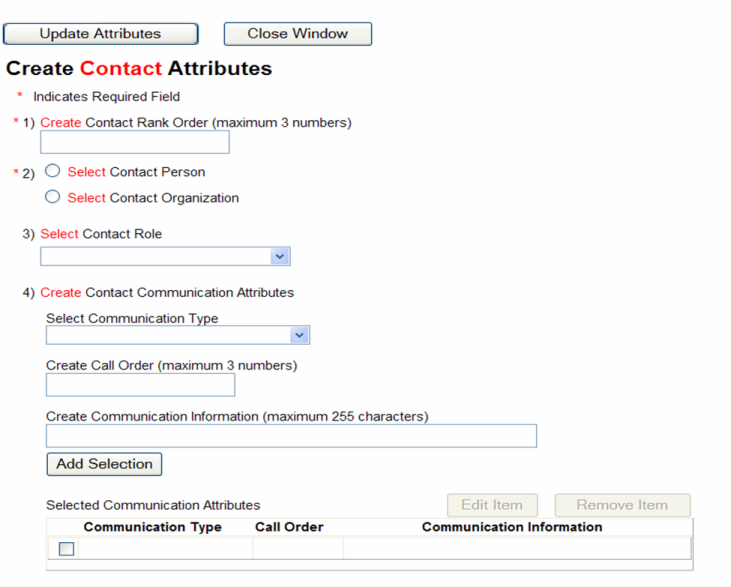 Update Attributes Close Window
Create Contact Attributes
* Indicates Required Field
* 1) Create Contact Rank Order (maximum 3 numbers)
* 2) Select Contact Person
Select Contact Organization
3) Select Contact Role
4) Create Contact Communication Attributes
Select Communication Type
Create Call Order (maximum 3 numbers)
Create Communication Information (maximum 255 characters)
Add Selection
Selected Communication Attributes Edit Item Remove Item
Communication Type Call Order Communication Information